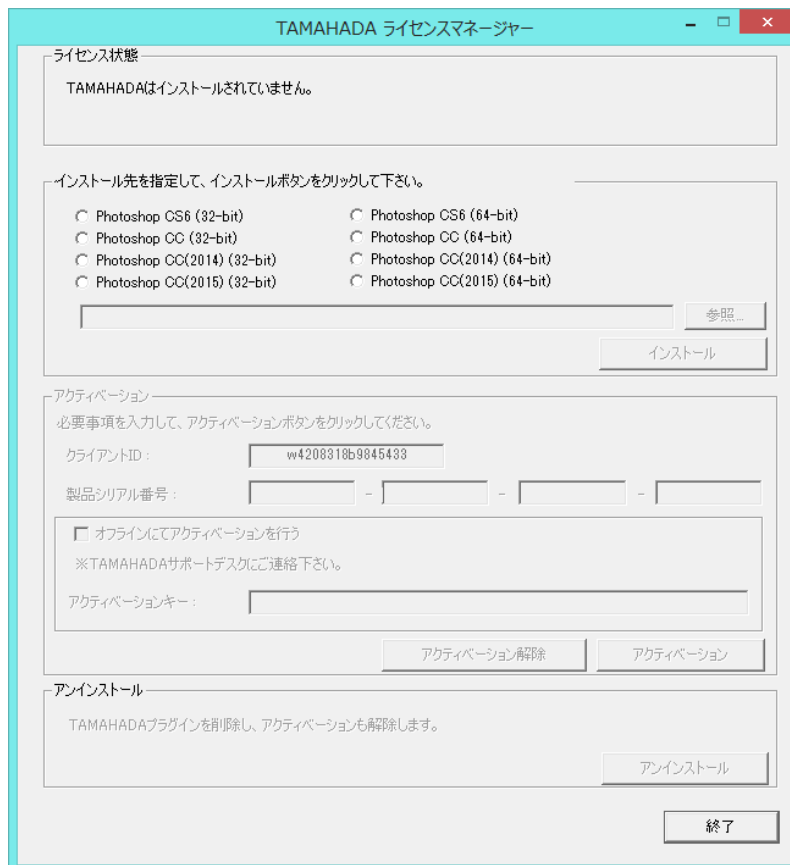 TAMAHADA ライセンスマネージャー
ライセンス状態
TAMAHADAはインストールされていません。
インストール先を指定して、インストールボタンをクリックして下さい。
Photoshop CS6 (32-bit)
Photoshop CS6 (64-bit)
Photoshop CC (32-bit)
Photoshop CC (64-bit)
Photoshop CC(2014) (32-bit)
Photoshop CC(2014) (64-bit)
Photoshop CC(2015) (32-bit)
Photoshop CC(2015) (64-bit)
参照...
インストール
アクティベーション
必要事項を入力して、アクティベーションボタンをクリックしてください。
クライアントID : w4208318b9845433
製品シリアル番号 : - - -
オフラインにてアクティベーションを行う
※TAMAHADAサポートデスクにご連絡下さい。
アクティベーションキー :
アクティベーション解除 アクティベーション
アンインストール
TAMAHADAプラグインを削除し、アクティベーションも解除します。
アンインストール
終了